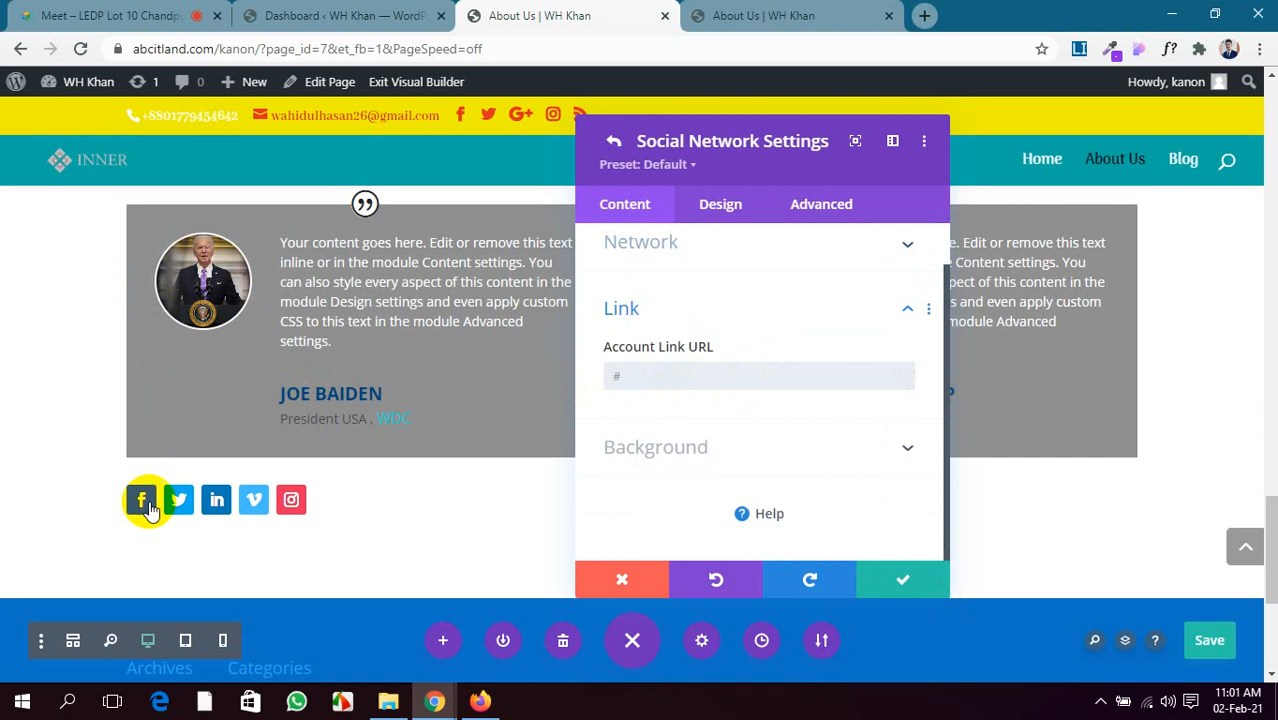 Meet – LEDP Lot 10 Chandp
Dashboard ‹ WH Khan — WordP
About Us | WH Khan
About Us | WH Khan
abcitland.com/kanon/?page_id=7&et_fb=1&PageSpeed=off
WH Khan
1
0
New
Edit Page
Exit Visual Builder
Howdy, kanon
+8801779454642
wahidulhasan26@gmail.com
INNER
Home
About Us
Blog
Social Network Settings
Preset: Default
Content
Design
Advanced
Network
Link
Account Link URL
#
Background
Help
Your content goes here. Edit or remove this text
inline or in the module Content settings. You
can also style every aspect of this content in the
module Design settings and even apply custom
CSS to this text in the module Advanced
settings.
JOE BAIDEN
President USA , WDC
e. Edit or remove this text
Content settings. You
aspect of this content in the
s and even apply custom
module Advanced
P
Save
Archives
Categories
11:01 AM
02-Feb-21